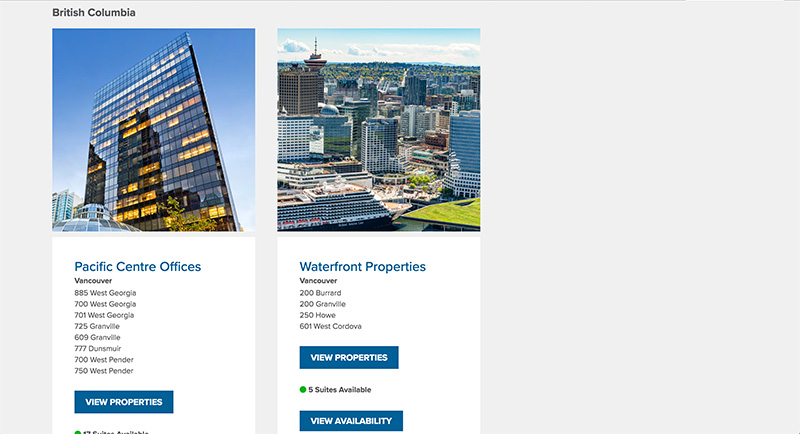 British Columbia
Pacific Centre Offices
Vancouver
885 West Georgia
700 West Georgia
701 West Georgia
725 Granville
609 Granville
777 Dunsmuir
700 West Pender
750 West Pender
VIEW PROPERTIES
17 Suites Available
Waterfront Properties
Vancouver
200 Burrard
200 Granville
250 Howe
601 West Cordova
VIEW PROPERTIES
5 Suites Available
VIEW AVAILABILITY